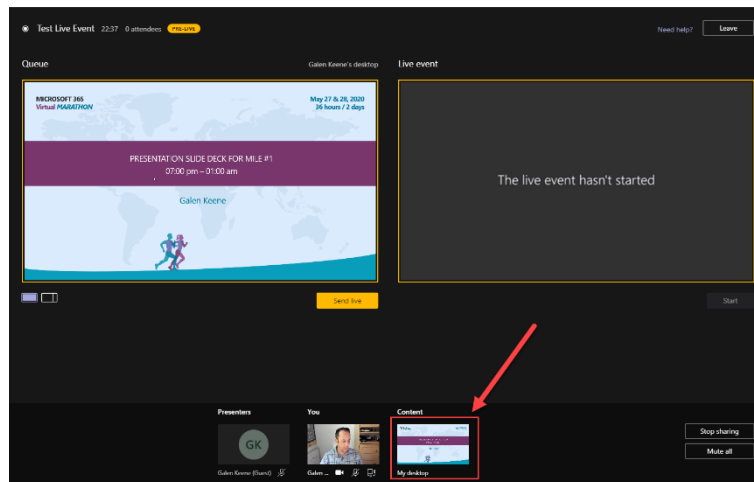 Test Live Event 22:37 0 attendees PRE-LIVE
Need help? Leave
Queue
Galen Keene's desktop
Live event
MICROSOFT 365
Virtual MARATHON
May 27 & 28, 2020
36 hours / 2 days
PRESENTATION SLIDE DECK FOR MILE #1
07:00 pm – 01:00 am
Galen Keene
The live event hasn't started
Send live
Start
Presenters
You
Content
GK
Galen Keene (Guest)
Galen ...
My desktop
Stop sharing
Mute all